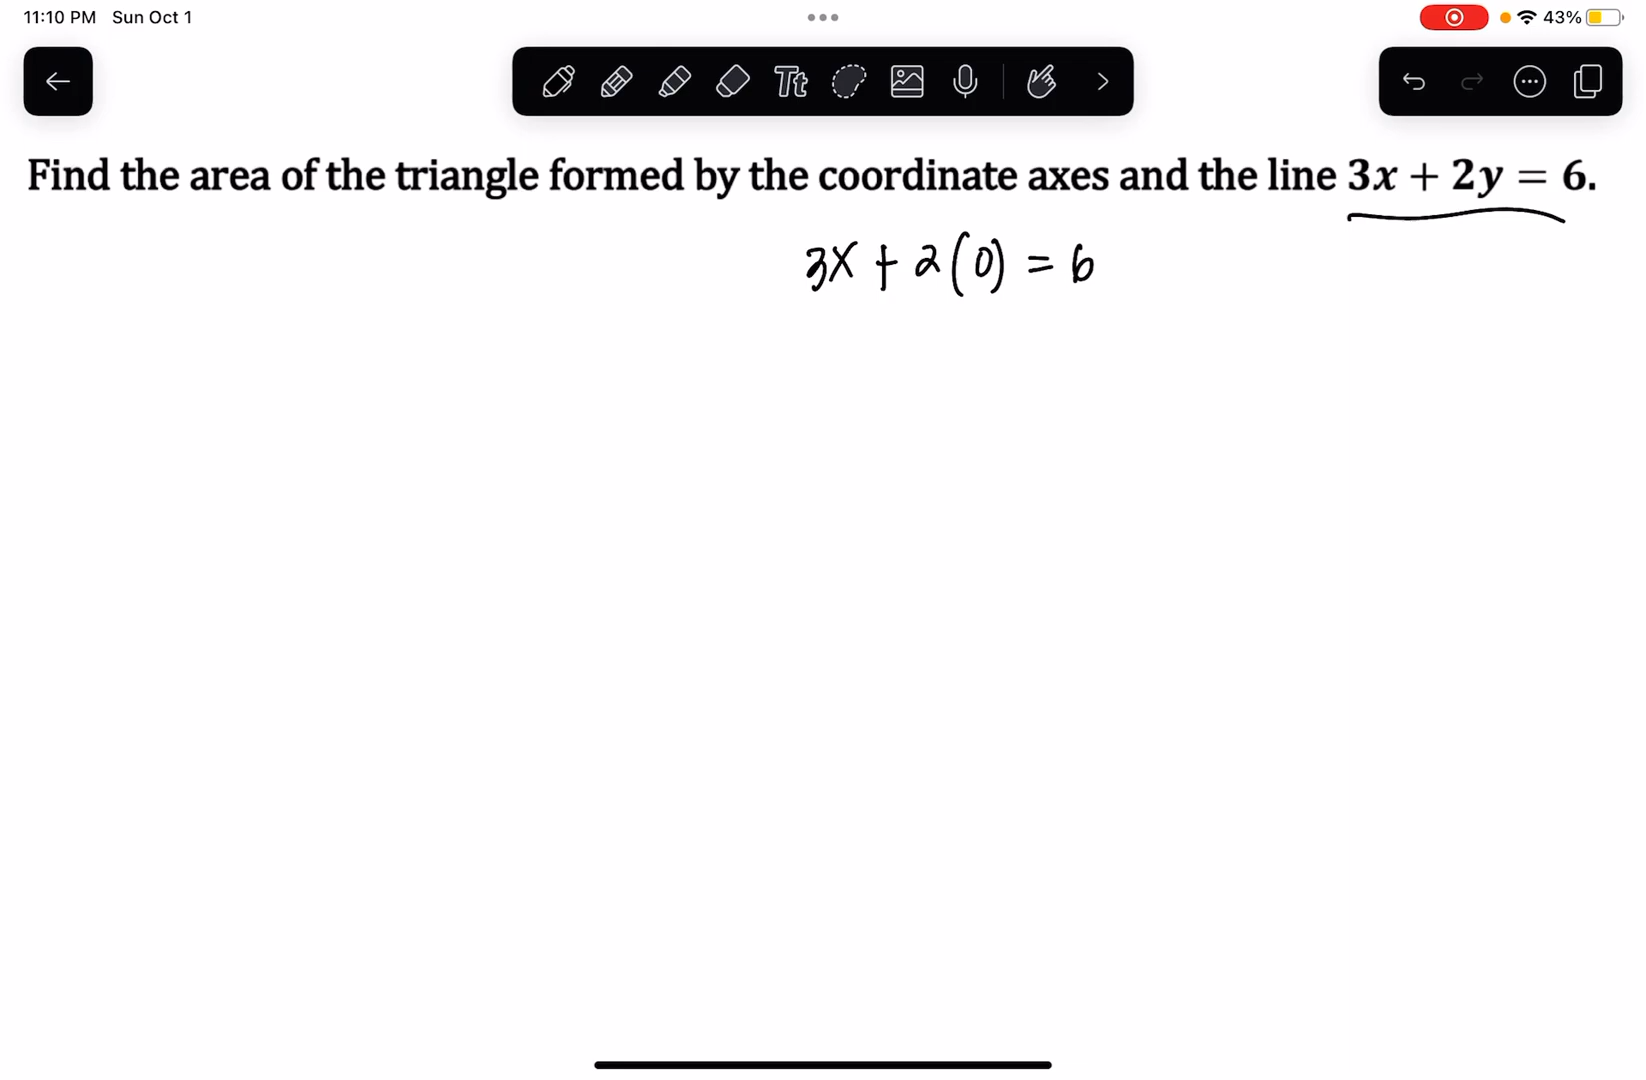 11:10 PM Sun Oct 1
43%
Tt
Find the area of the triangle formed by the coordinate axes and the line 3x + 2y = 6.
3x + 2(0) = 6